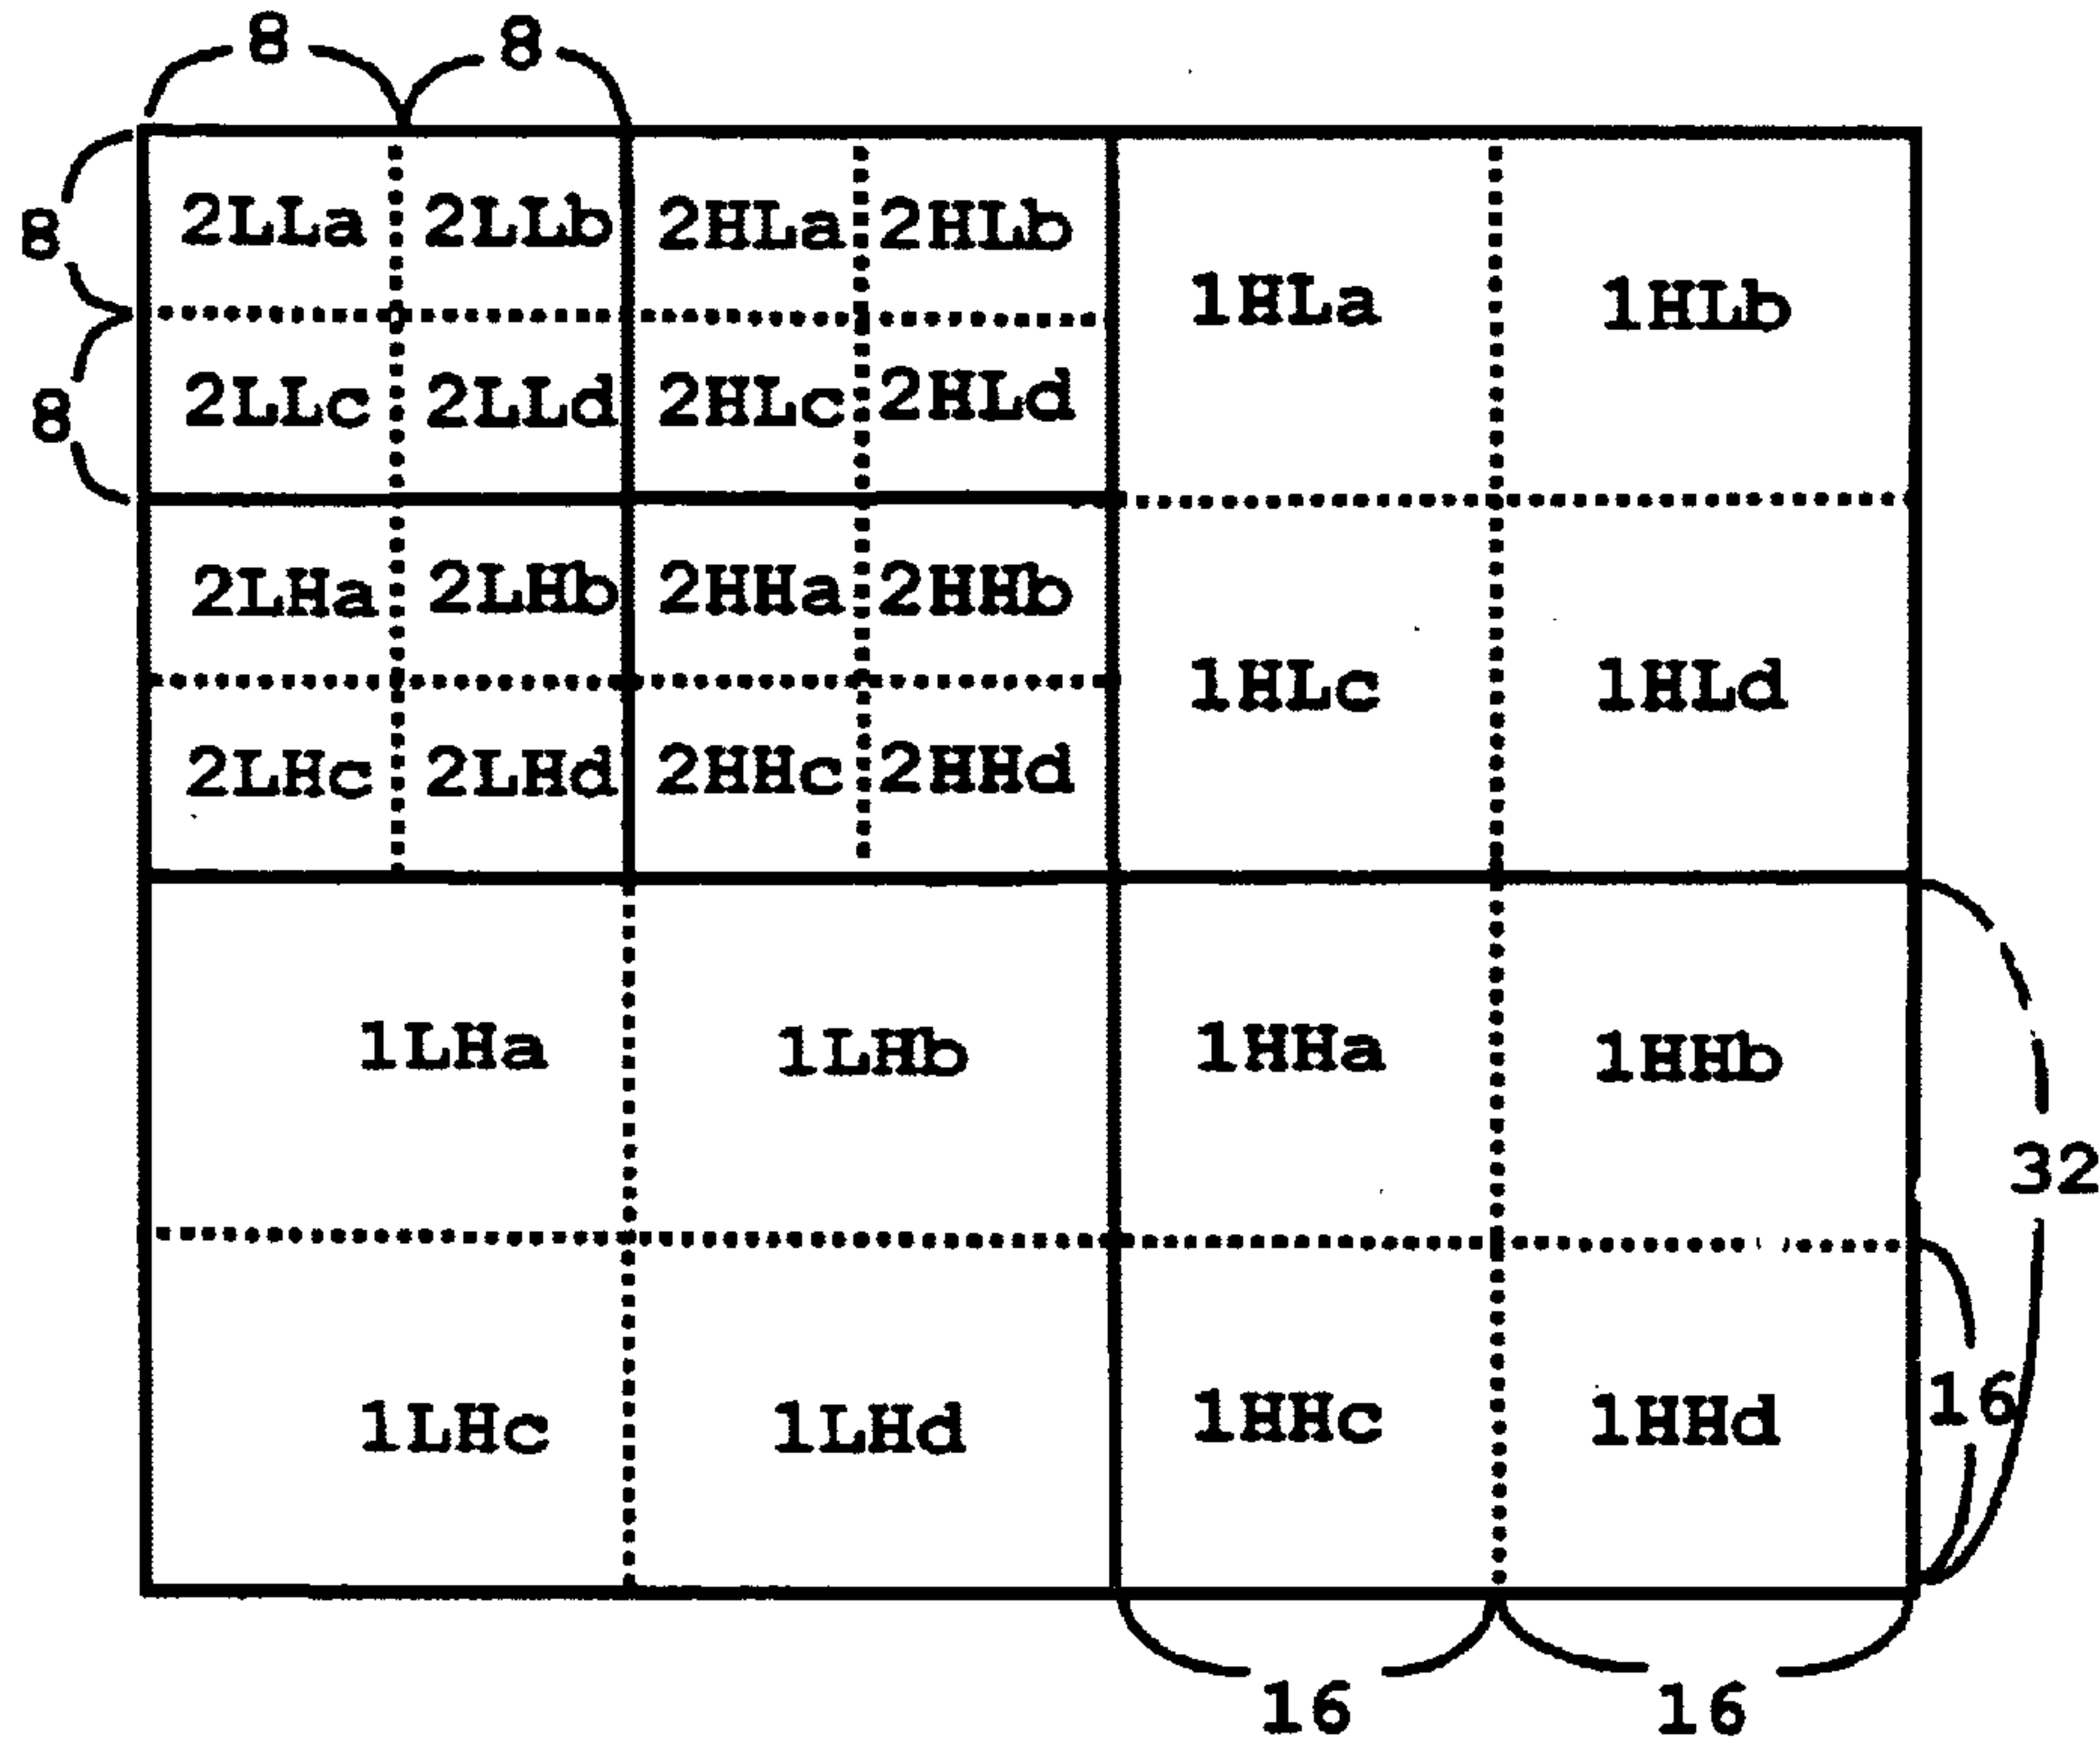 8 8
8 2LLa 2LLb 2HLa 2HLb
1HLa 1HLb
8 2LLc 2LLd 2HLc 2HLd
2LHa 2LHb 2HHa 2HHb
1HLc 1HLd
2LHc 2LHd 2HHc 2HHd
1LHa 1LHb 1HHa 1HHb
32
1LHc 1LHd 1HHc 1HHd 16
16 16